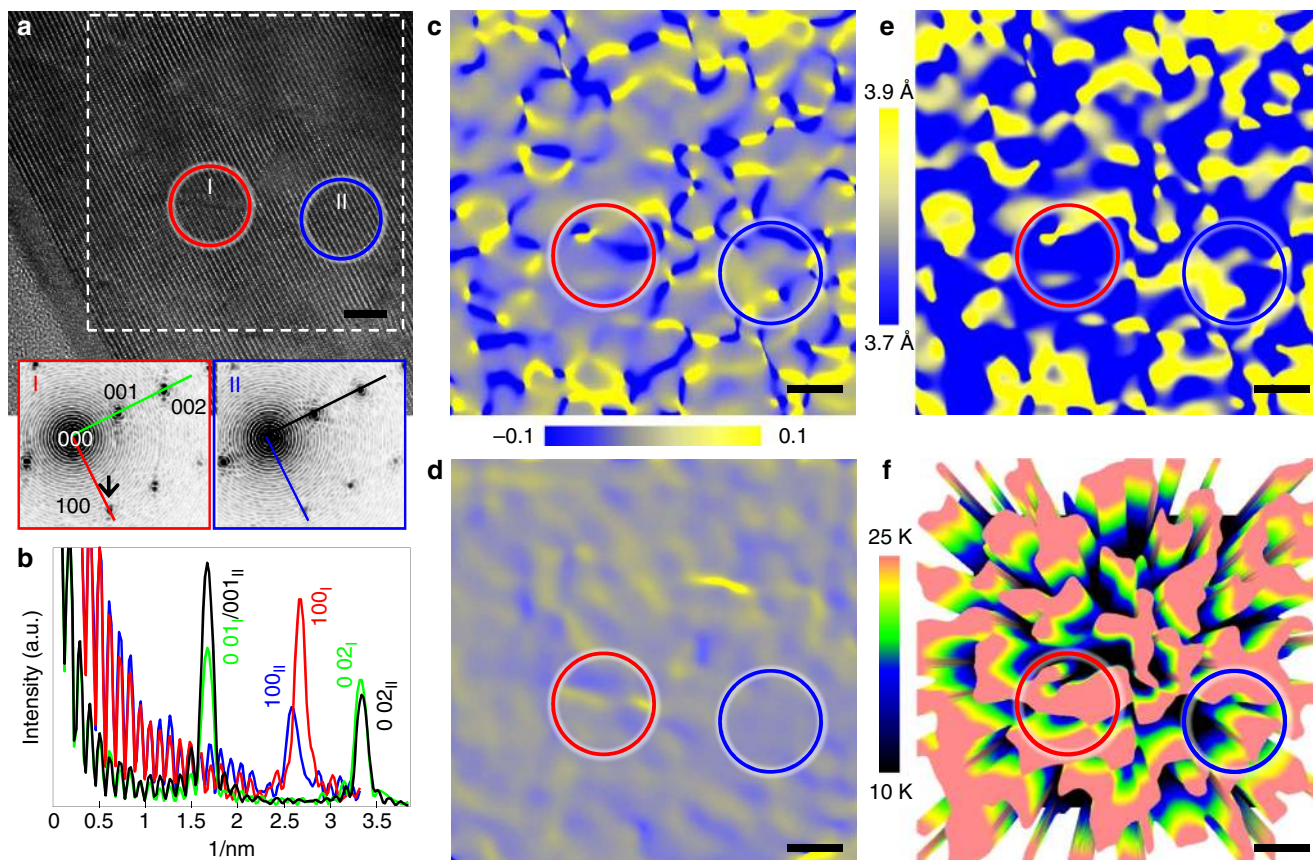 a
I
II
I
001
002
000
100
II
b
Intensity (a.u.)
0 01I/001II
100II
100I
0 02I
0 02II
0 0.5 1 1.5 2 2.5 3 3.5
1/nm
c
–0.1 0.1
d
e
3.9 Å
3.7 Å
f
25 K
10 K